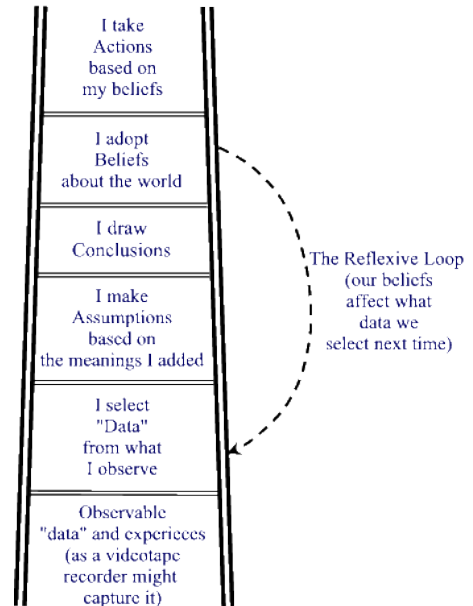 I take
Actions
based on
my beliefs
I adopt
Beliefs
about the world
I draw
Conclusions
The Reflexive Loop
(our beliefs
affect what
data we
select next time)
I make
Assumptions
based on
the meanings I added
I select
"Data"
from what
I observe
Observable
"data" and experieces
(as a videotape
recorder might
capture it)